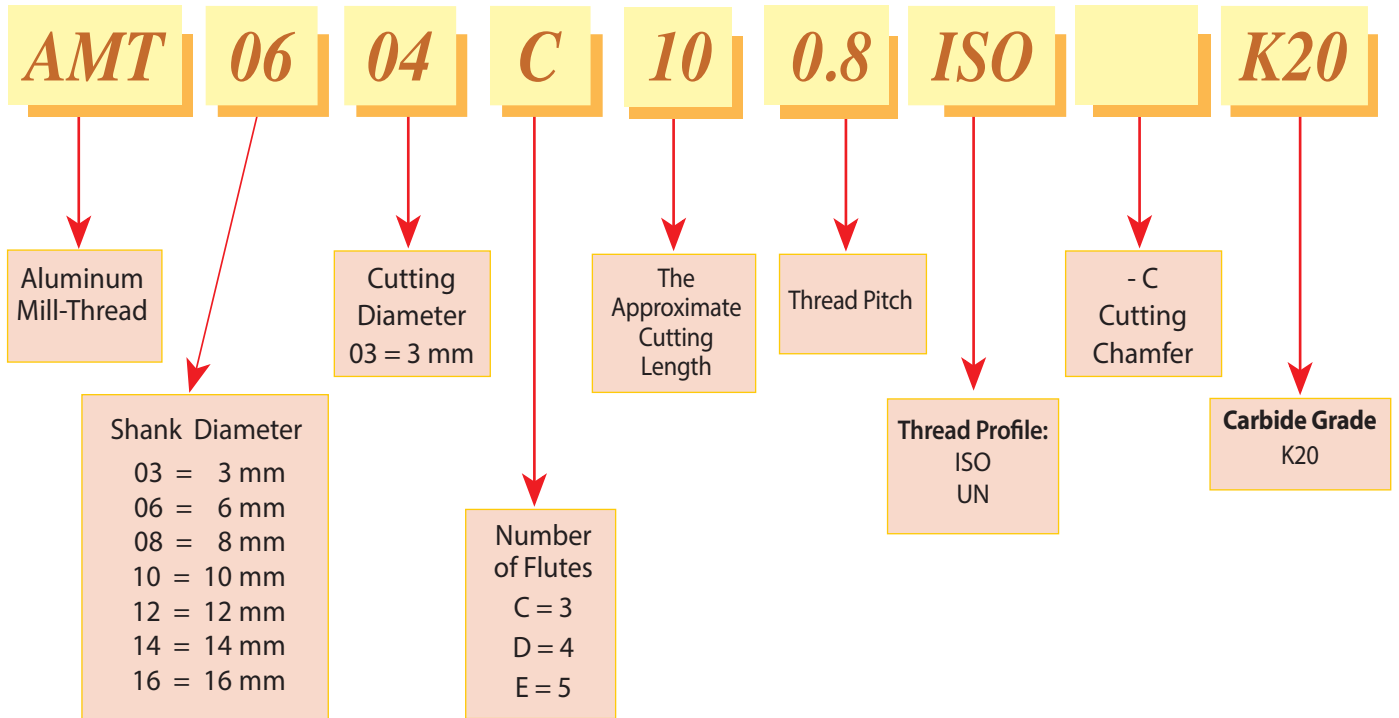 AMT 06 04 C 10 0.8 ISO K20
Aluminum
Mill-Thread
Shank Diameter
03 = 3 mm
06 = 6 mm
08 = 8 mm
10 = 10 mm
12 = 12 mm
14 = 14 mm
16 = 16 mm
Cutting
Diameter
03 = 3 mm
Number
of Flutes
C = 3
D = 4
E = 5
The
Approximate
Cutting
Length
Thread Pitch
Thread Profile:
ISO
UN
- C
Cutting
Chamfer
Carbide Grade
K20